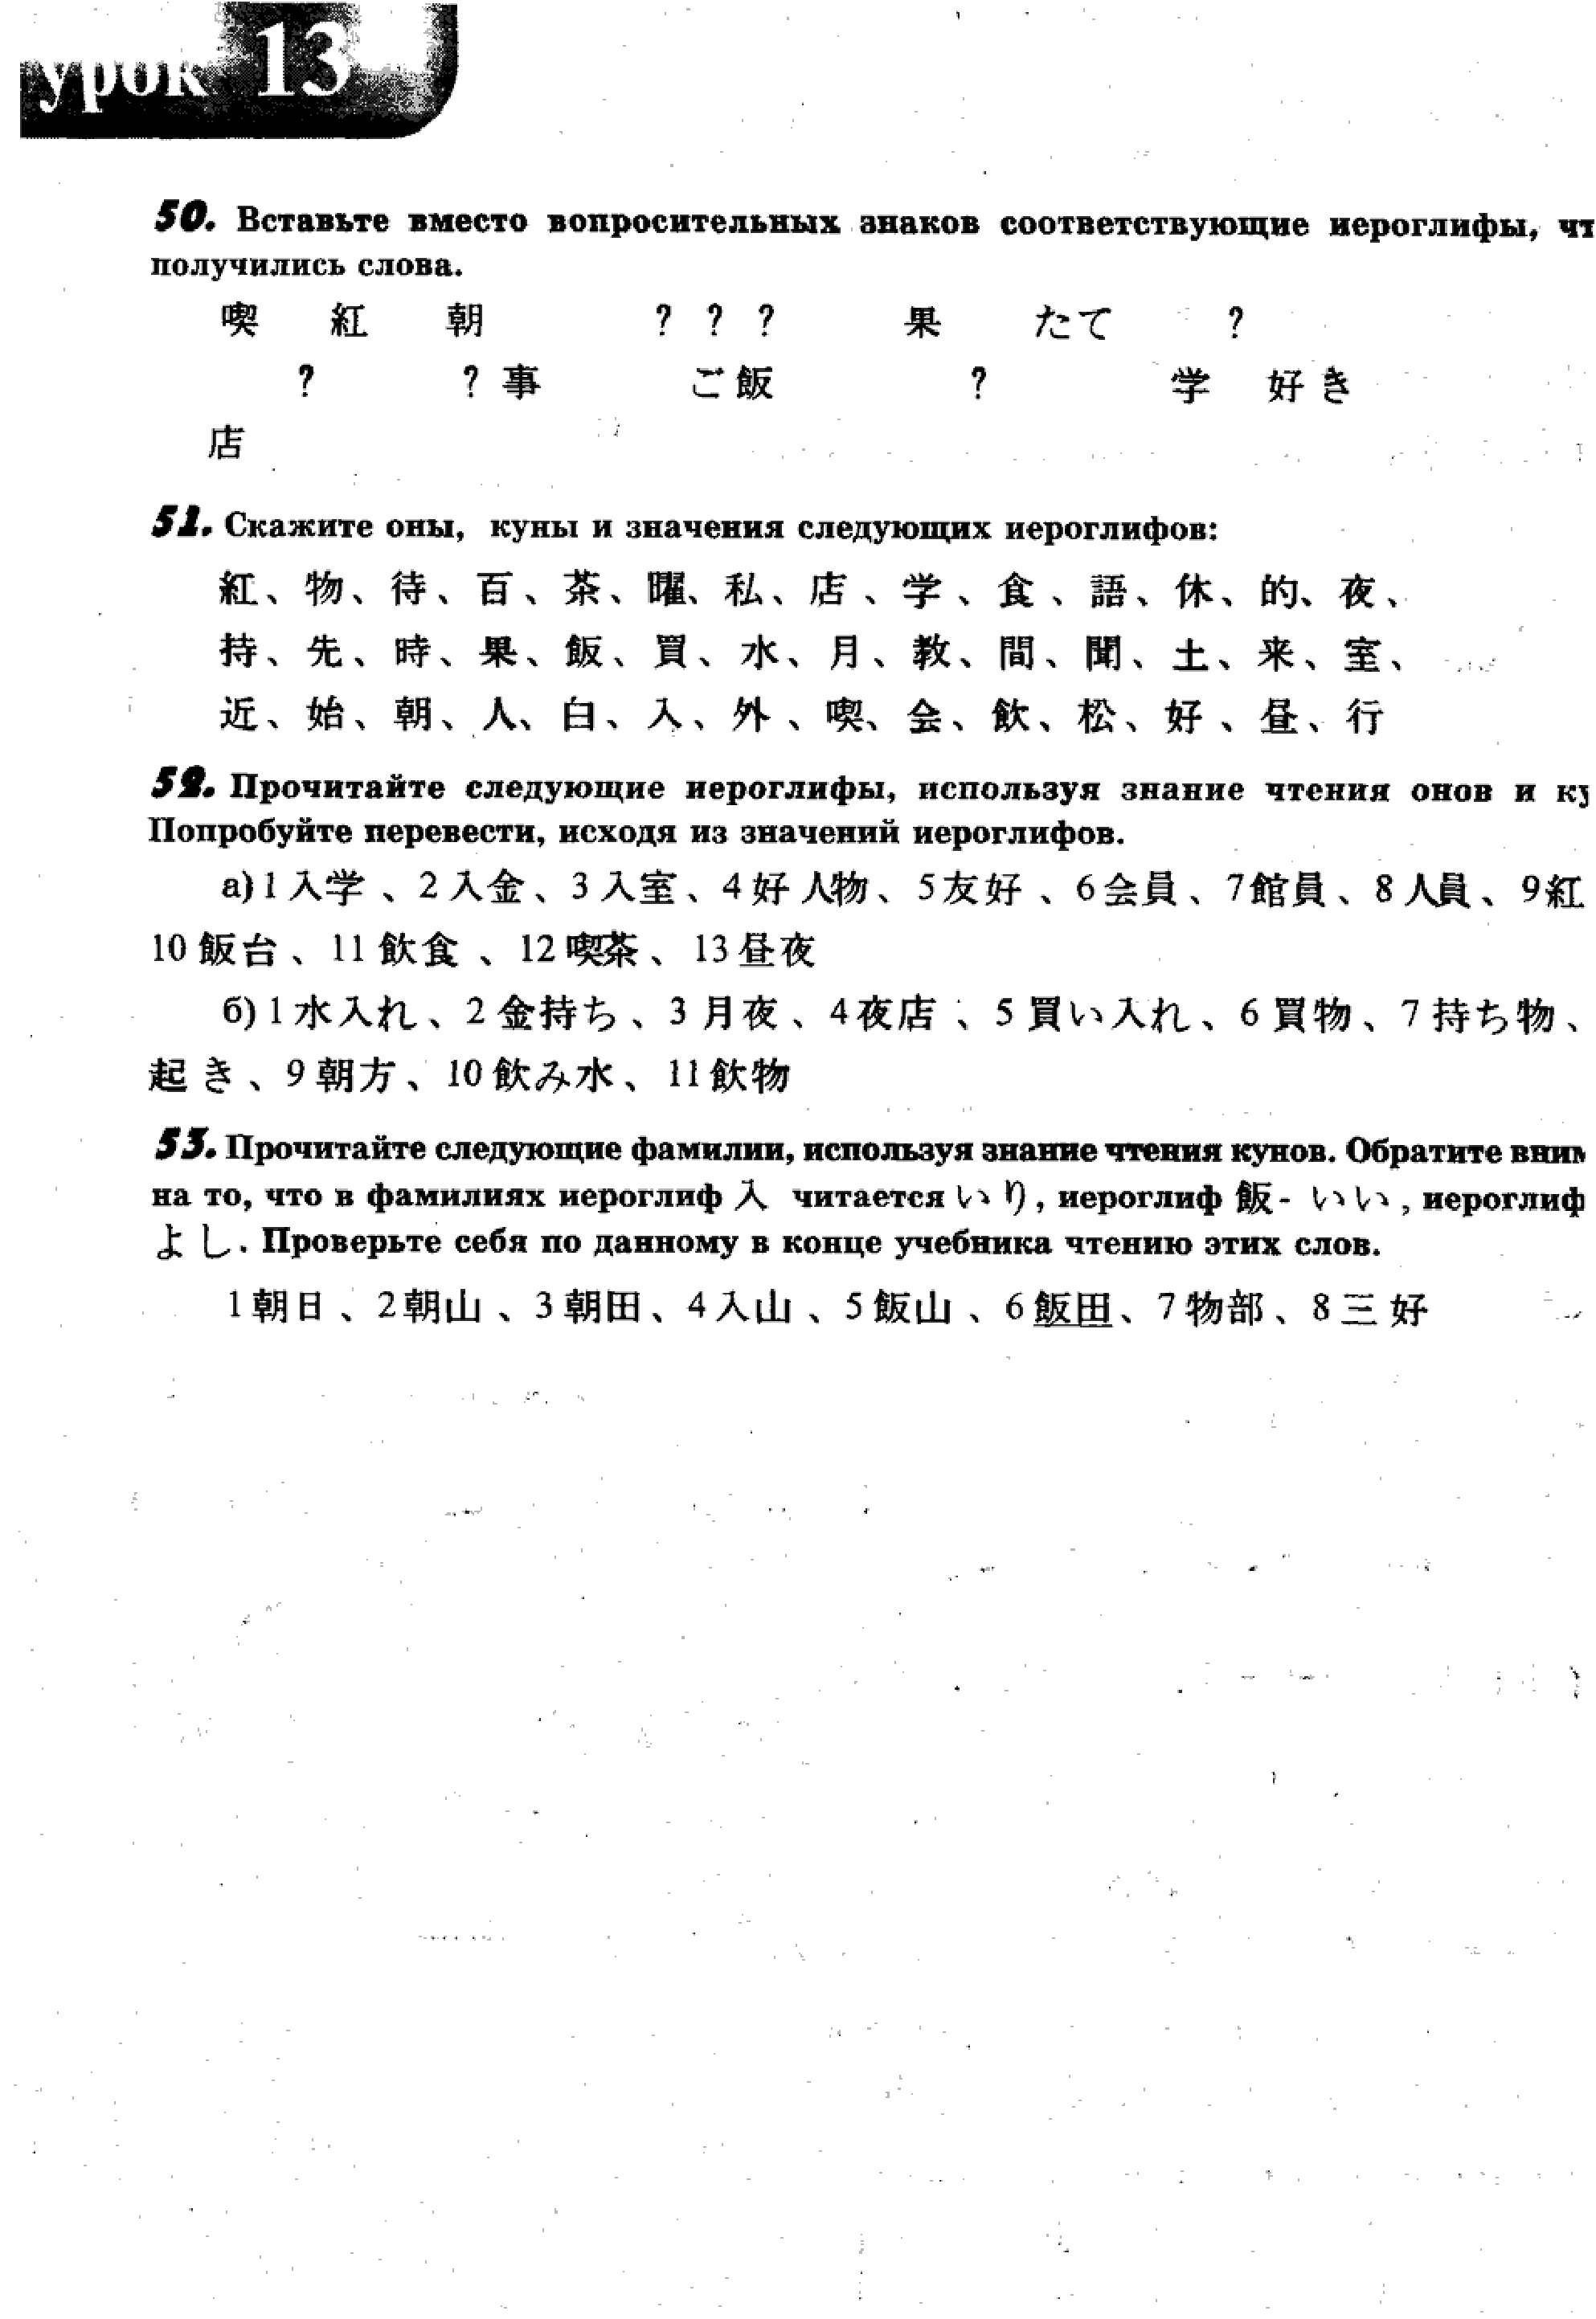 урок 13
50. Вставьте вместо вопросительных знаков соответствующие иероглифы, чт
получились слова.
喫 紅 朝 ? ? ? 果 たて ?
? ? 事 ご飯 ? 学 好き
店
51. Скажите оны, куны и значения следующих иероглифов:
紅、物、待、百、茶、曜、私、店、学、食、語、休、的、夜、
持、先、時、果、飯、買、水、月、教、間、聞、土、来、室、
近、始、朝、人、白、入、外、喫、会、飲、松、好、昼、行
52. Прочитайте следующие иероглифы, используя знание чтения онов и ку
Попробуйте перевести, исходя из значений иероглифов.
а) 1 入学、2 入金、3 入室、4 好人物、5 友好、6 会員、7 館員、8 人員、9 紅
10 飯台、11 飲食、12 喫茶、13 昼夜
б) 1 水入れ、2 金持ち、3 月夜、4 夜店、5 買い入れ、6 買物、7 持ち物、
起き、9 朝方、10 飲み水、11 飲物
53. Прочитайте следующие фамилии, используя знание чтения кунов. Обратите вним
на то, что в фамилиях иероглиф 入 читается いり, иероглиф 飯 - いい, иероглиф
よし. Проверьте себя по данному в конце учебника чтению этих слов.
1 朝日、2 朝山、3 朝田、4 入山、5 飯山、6 飯田、7 物部、8 三好